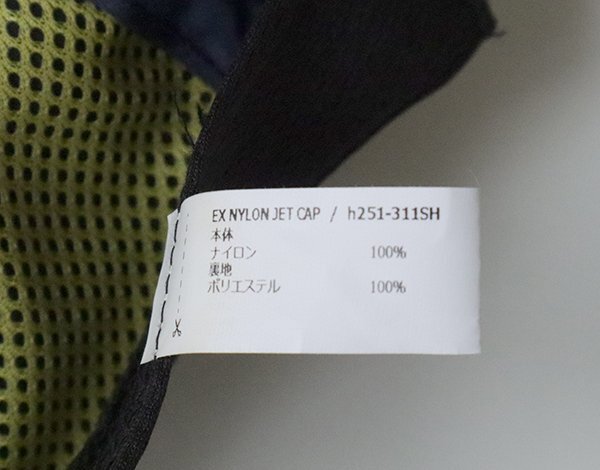 EX NYLON JET CAP / h251-311SH
本体
ナイロン 100%
裏地
ポリエステル 100%